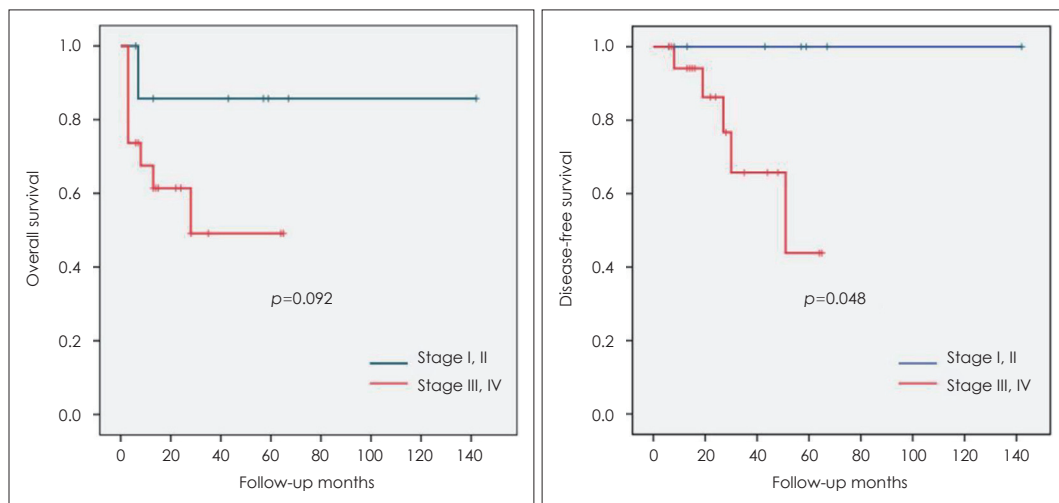 Overall survival
1.0
0.8
0.6
0.4
0.2
0.0
p=0.092
Stage I, II
Stage III, IV
0 20 40 60 80 100 120 140
Follow-up months
Disease-free survival
1.0
0.8
0.6
0.4
0.2
0.0
p=0.048
Stage I, II
Stage III, IV
0 20 40 60 80 100 120 140
Follow-up months